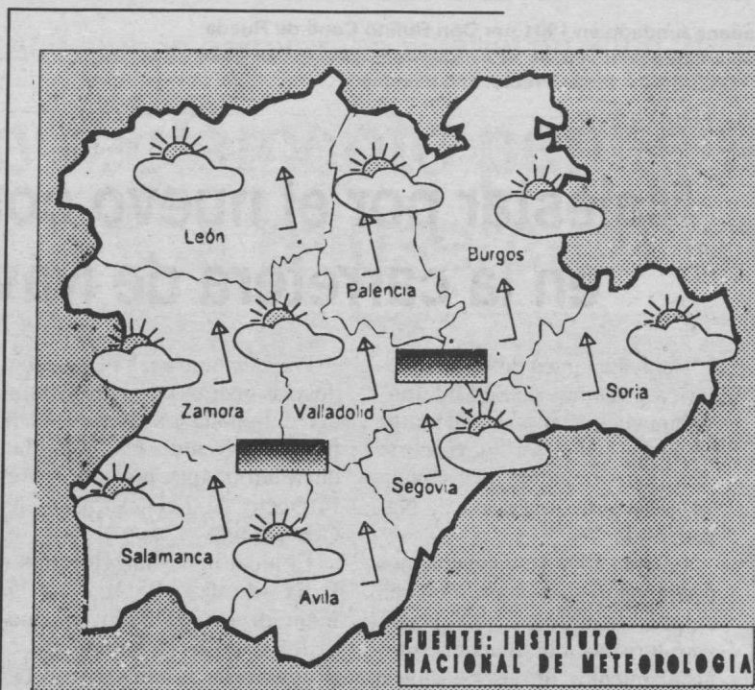 León
Palencia
Burgos
Zamora
Valladolid
Soria
Segovia
Salamanca
Avila
FUENTE: INSTITUTO
NACIONAL DE METEOROLOGIA